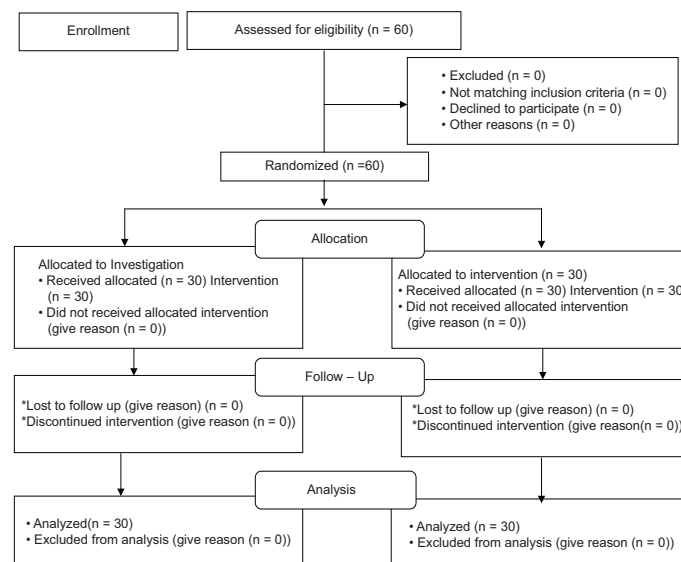 Enrollment
Assessed for eligibility (n = 60)
• Excluded (n = 0)
• Not matching inclusion criteria (n = 0)
• Declined to participate (n = 0)
• Other reasons (n = 0)
Randomized (n =60)
Allocation
Allocated to Investigation
• Received allocated (n = 30) Intervention
(n = 30)
• Did not received allocated intervention
(give reason (n = 0))
Allocated to intervention (n = 30)
• Received allocated (n = 30) Intervention (n = 30
• Did not received allocated intervention
(give reason (n = 0))
Follow – Up
*Lost to follow up (give reason) (n = 0)
*Discontinued intervention (give reason (n = 0))
*Lost to follow up (give reason) (n = 0)
*Discontinued intervention (give reason(n = 0))
Analysis
• Analyzed(n = 30)
• Excluded from analysis (give reason (n = 0))
• Analyzed (n = 30)
• Excluded from analysis (give reason (n = 0))